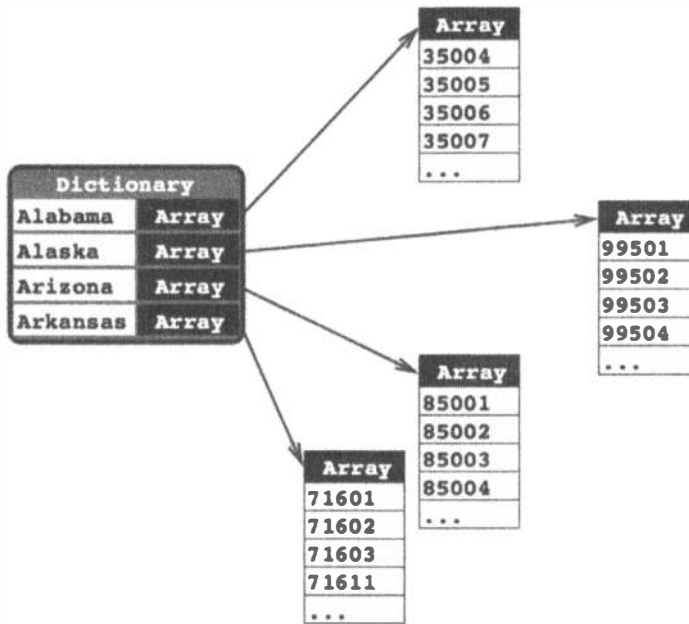 Dictionary
Alabama Array
Alaska Array
Arizona Array
Arkansas Array
Array
35004
35005
35006
35007
...
Array
99501
99502
99503
99504
...
Array
85001
85002
85003
85004
...
Array
71601
71602
71603
71611
...